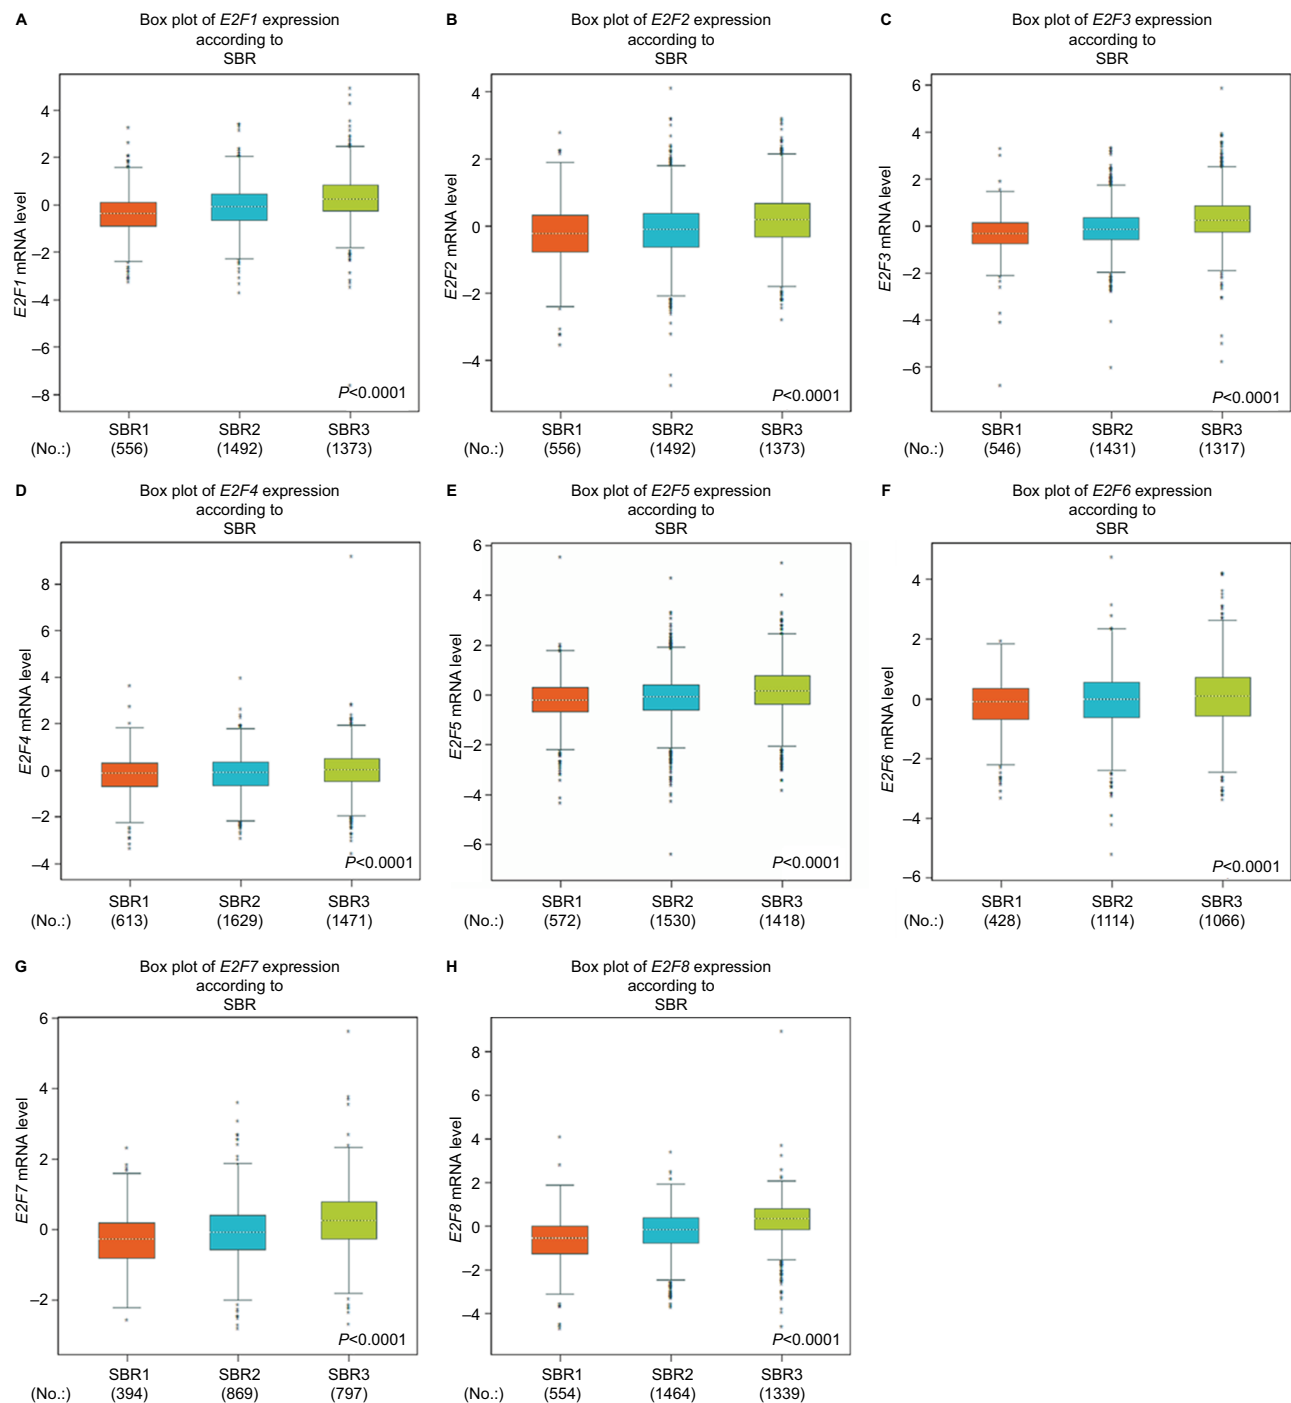 A
Box plot of E2F1 expression
according to
SBR
E2F1 mRNA level
4
2
0
–2
–4
–6
–8
P<0.0001
SBR1 SBR2 SBR3
(No.:) (556) (1492) (1373)
B
Box plot of E2F2 expression
according to
SBR
E2F2 mRNA level
4
2
0
–2
–4
P<0.0001
SBR1 SBR2 SBR3
(556) (1492) (1373)
C
Box plot of E2F3 expression
according to
SBR
E2F3 mRNA level
6
4
2
0
–2
–4
–6
P<0.0001
SBR1 SBR2 SBR3
(546) (1431) (1317)
D
Box plot of E2F4 expression
according to
SBR
E2F4 mRNA level
8
6
4
2
0
–2
–4
P<0.0001
SBR1 SBR2 SBR3
(No.:) (613) (1629) (1471)
E
Box plot of E2F5 expression
according to
SBR
E2F5 mRNA level
6
4
2
0
–2
–4
–6
P<0.0001
SBR1 SBR2 SBR3
(No.:) (572) (1530) (1418)
F
Box plot of E2F6 expression
according to
SBR
E2F6 mRNA level
4
2
0
–2
–4
–6
P<0.0001
SBR1 SBR2 SBR3
(No.:) (428) (1114) (1066)
G
Box plot of E2F7 expression
according to
SBR
E2F7 mRNA level
6
4
2
0
–2
P<0.0001
SBR1 SBR2 SBR3
(No.:) (394) (869) (797)
H
Box plot of E2F8 expression
according to
SBR
E2F8 mRNA level
8
6
4
2
0
–2
–4
P<0.0001
SBR1 SBR2 SBR3
(No.:) (554) (1464) (1339)